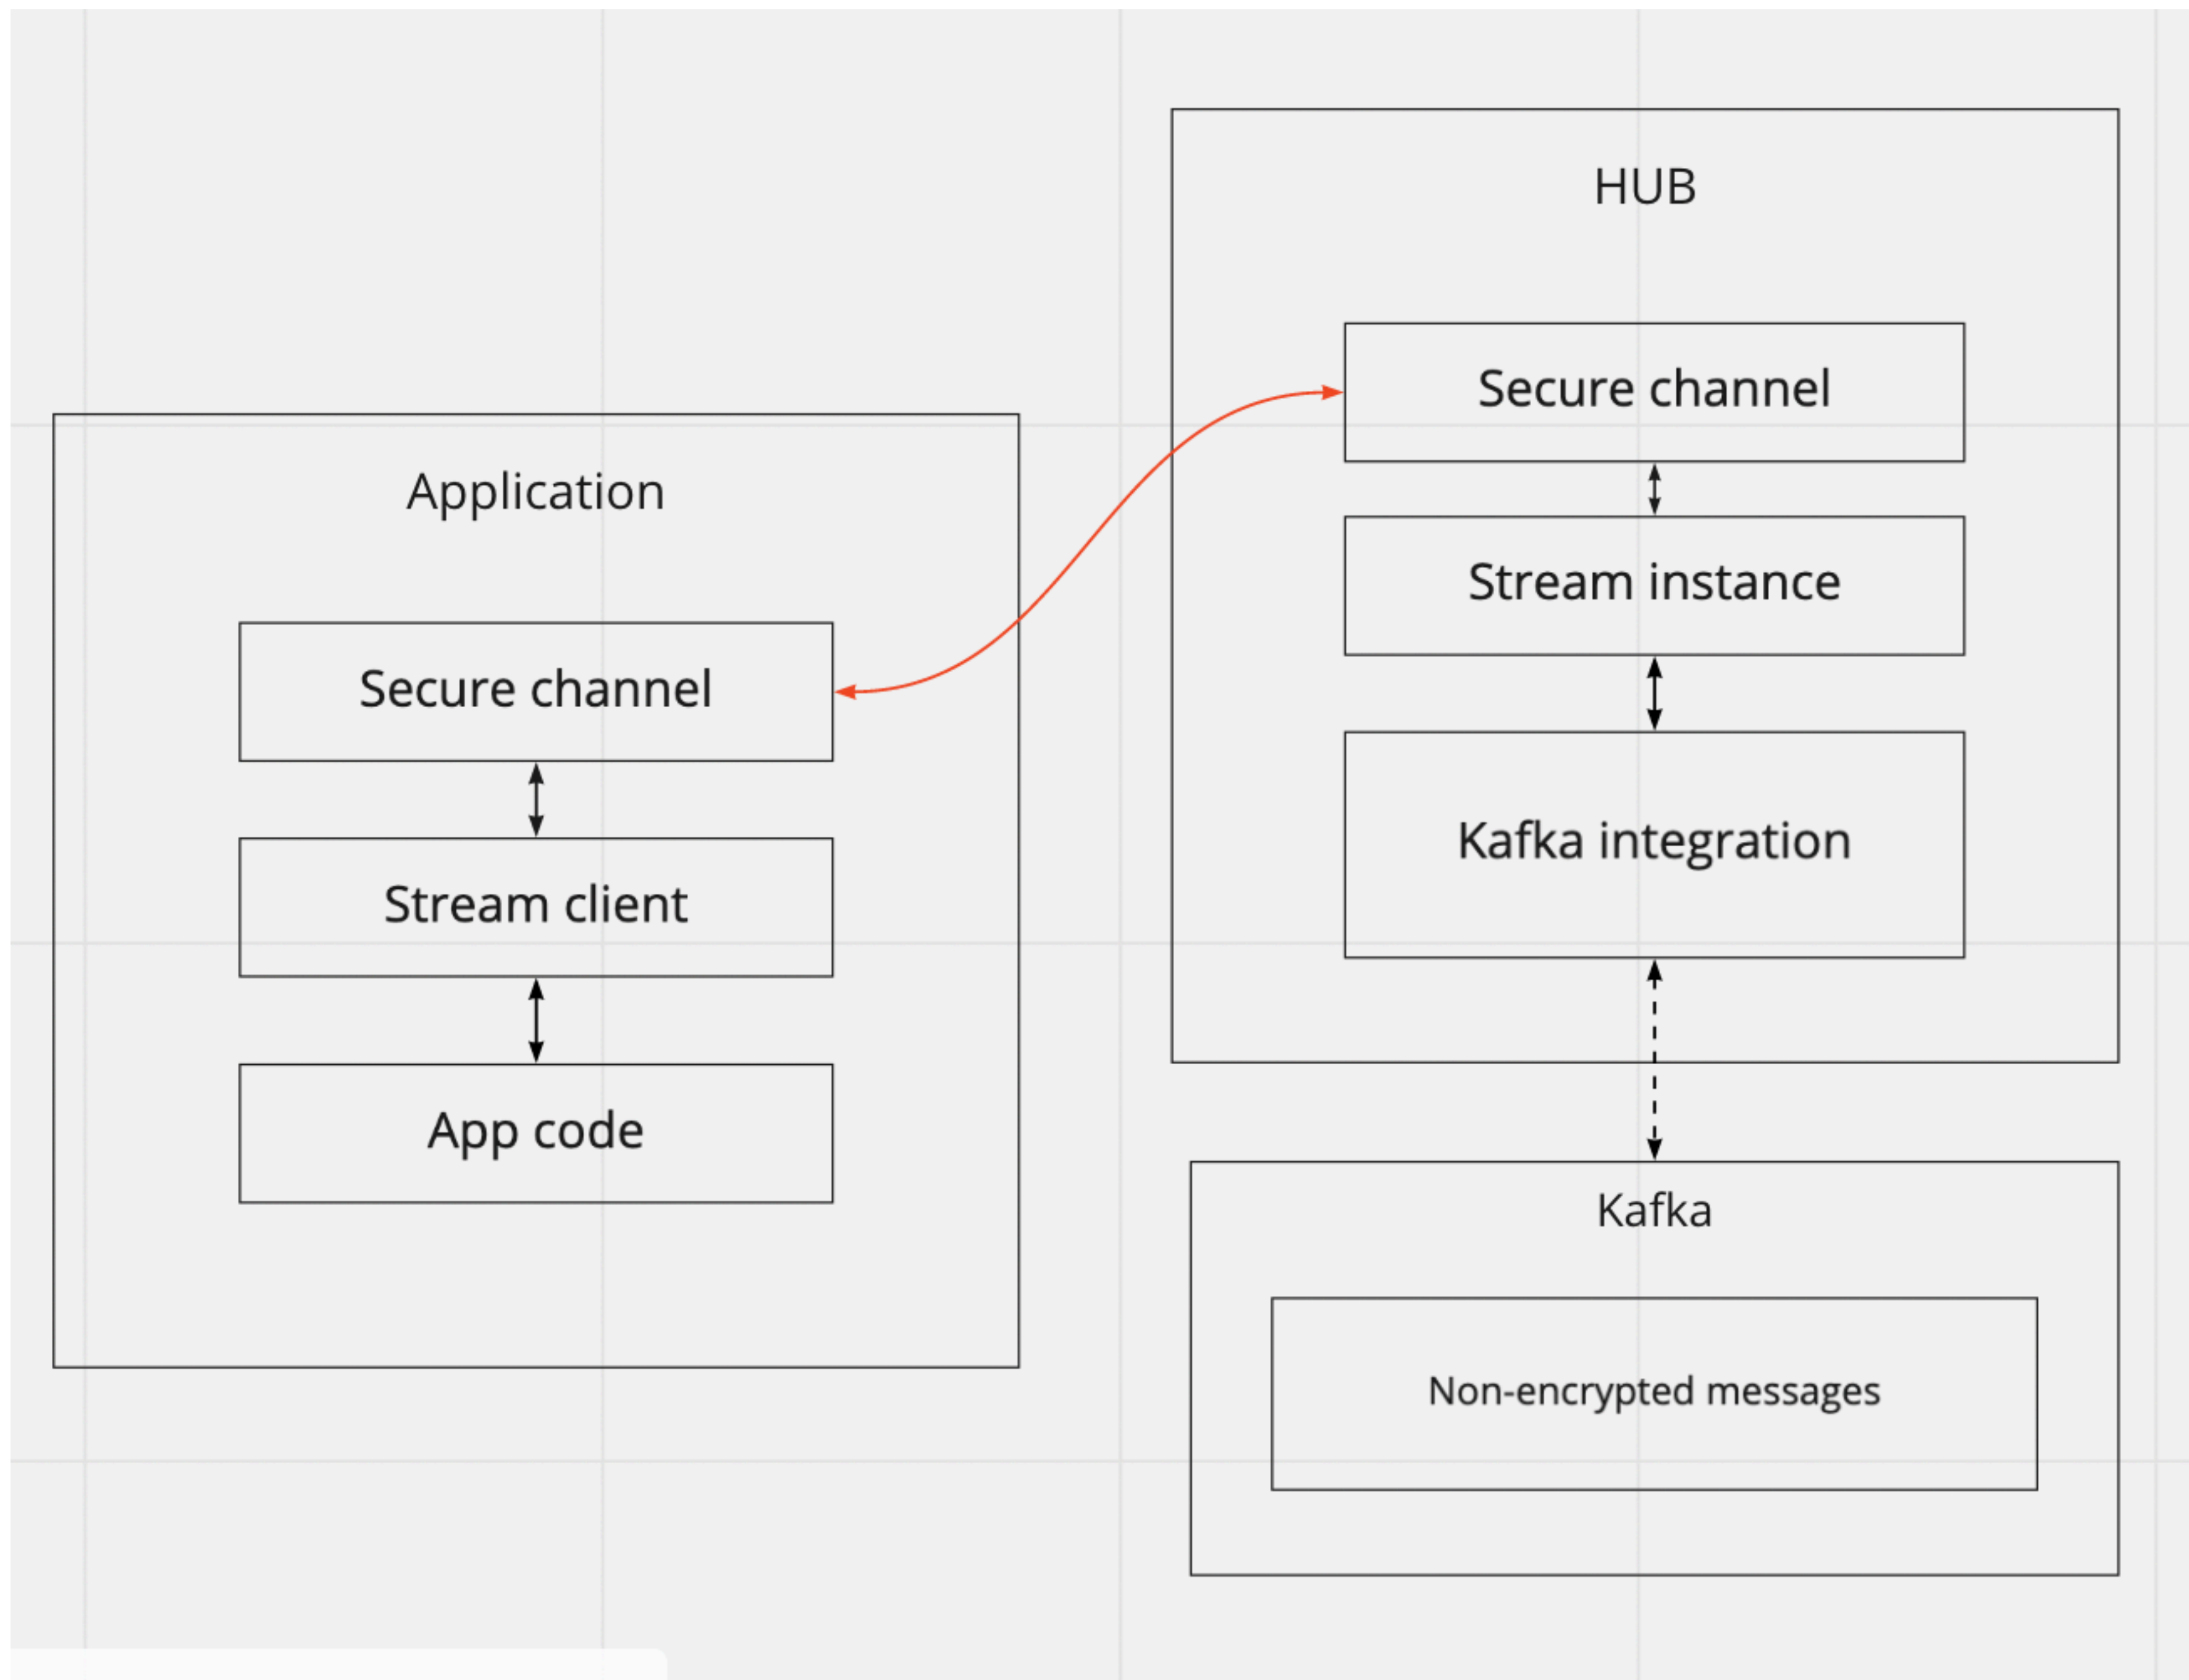 Application
Secure channel
Stream client
App code
HUB
Secure channel
Stream instance
Kafka integration
Kafka
Non-encrypted messages